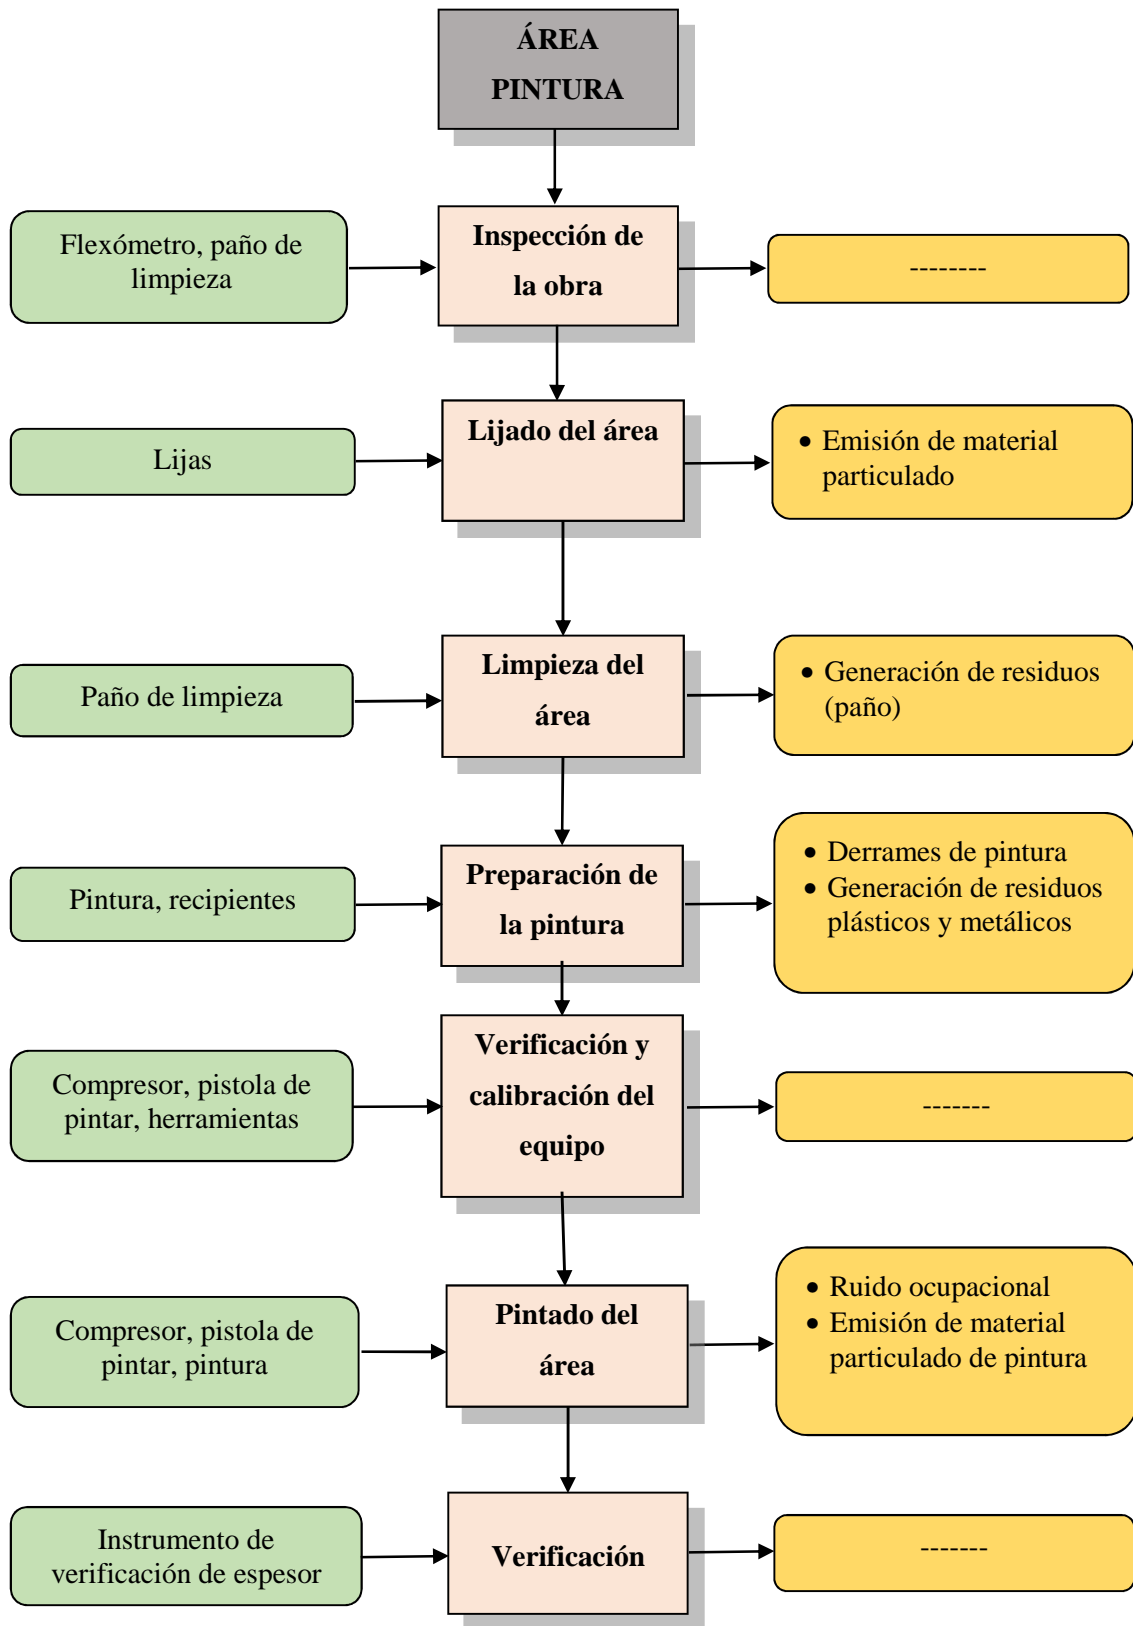 ÁREA
PINTURA
Flexómetro, paño de
limpieza
Inspección de
la obra
--------
Lijas
Lijado del área
• Emisión de material
particulado
Paño de limpieza
Limpieza del
área
• Generación de residuos
(paño)
Pintura, recipientes
Preparación de
la pintura
• Derrames de pintura
• Generación de residuos
plásticos y metálicos
Compresor, pistola de
pintar, herramientas
Verificación y
calibración del
equipo
-------
Compresor, pistola de
pintar, pintura
Pintado del
área
• Ruido ocupacional
• Emisión de material
particulado de pintura
Instrumento de
verificación de espesor
Verificación
-------